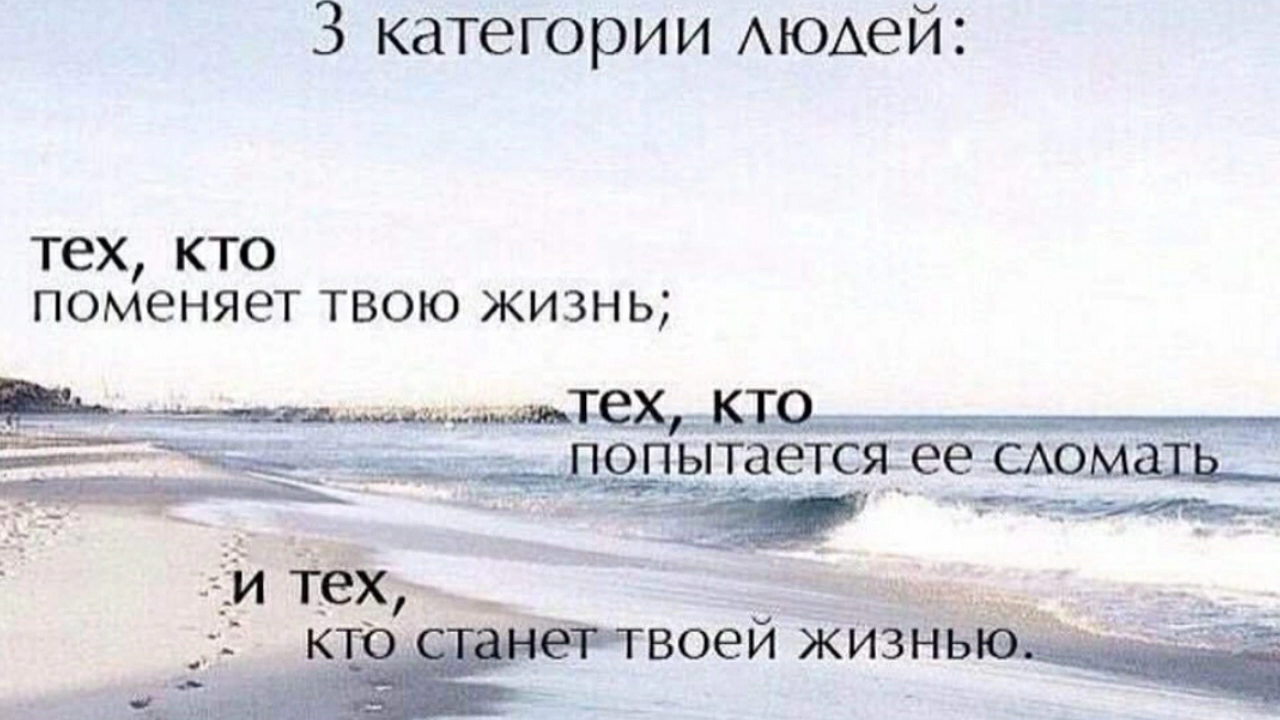 3 категории людей:
тех, кто
поменяет твою жизнь;
тех, кто
попытается ее сломать
и тех,
кто станет твоей жизнью.